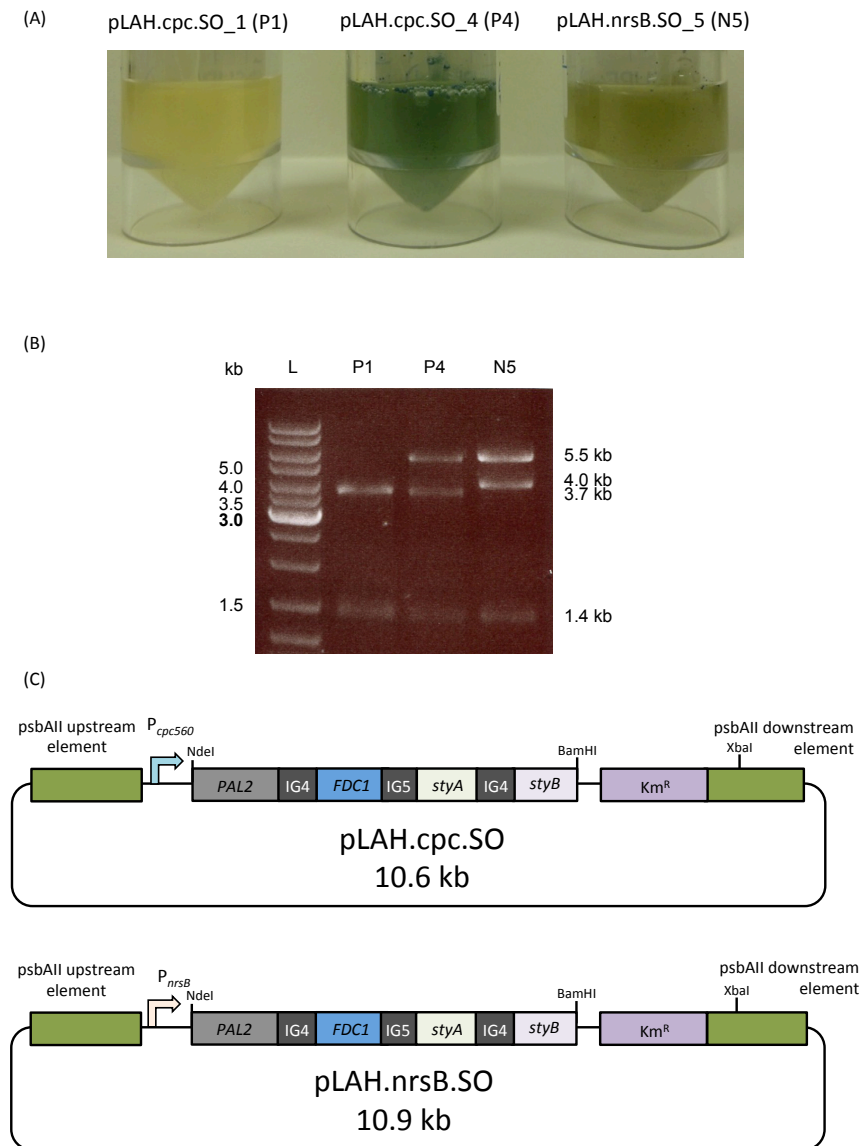 (A)
pLAH.cpc.SO_1 (P1) pLAH.cpc.SO_4 (P4) pLAH.nrsB.SO_5 (N5)
(B)
kb L P1 P4 N5
5.0
4.0
3.5
3.0
1.5
5.5 kb
4.0 kb
3.7 kb
1.4 kb
(C)
psbAII upstream
element
Pcpc560
NdeI
BamHI
psbAII downstream
element
XbaI
PAL2 IG4 FDC1 IG5 styA IG4 styB KmR
pLAH.cpc.SO
10.6 kb
psbAII upstream
element
PnrsB
NdeI
BamHI
psbAII downstream
element
XbaI
PAL2 IG4 FDC1 IG5 styA IG4 styB KmR
pLAH.nrsB.SO
10.9 kb